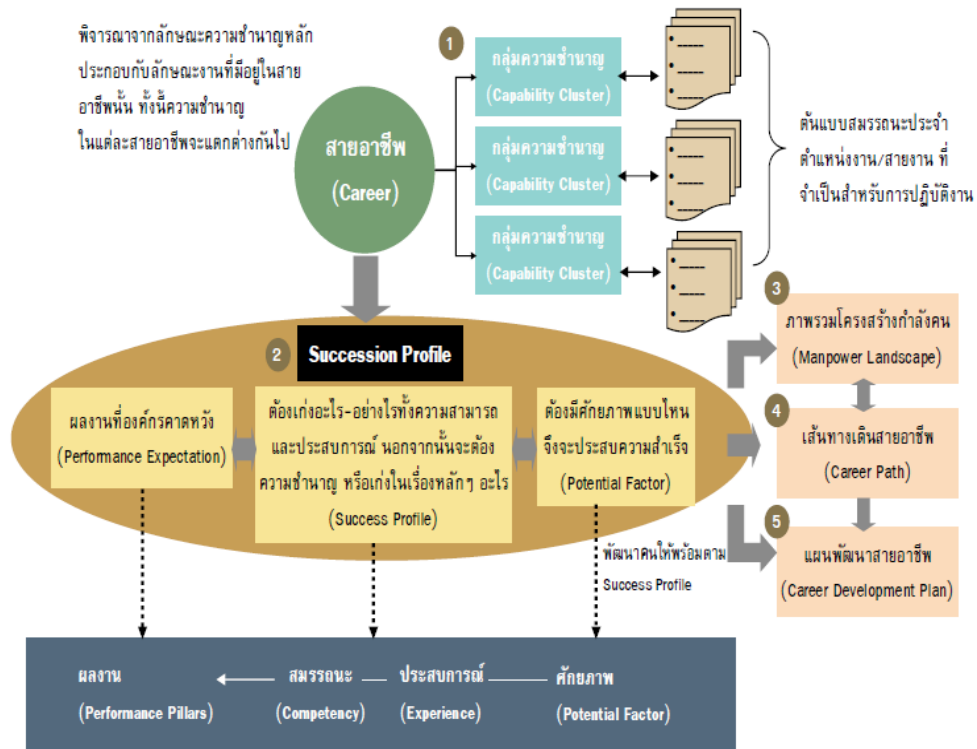 พิจารณาจากลักษณะความชำนาญหลัก
ประกอบกับลักษณะงานที่มีอยู่ในสาย
อาชีพนั้น ทั้งนี้ความชำนาญ
ในแต่ละสายอาชีพจะแตกต่างกันไป
สายอาชีพ
(Career)
1
กลุ่มความชำนาญ
(Capability Cluster)
กลุ่มความชำนาญ
(Capability Cluster)
กลุ่มความชำนาญ
(Capability Cluster)
ต้นแบบสมรรถนะประจำ
ตำแหน่งงาน/สายงาน ที่
จำเป็นสำหรับการปฏิบัติงาน
2
Succession Profile
ผลงานที่องค์กรคาดหวัง
(Performance Expectation)
ต้องเก่งอะไร-อย่างไรทั้งความสามารถ
และประสบการณ์ นอกจากนั้นจะต้อง
ความชำนาญ หรือเก่งในเรื่องหลักๆ อะไร
(Success Profile)
ต้องมีศักยภาพแบบไหน
จึงจะประสบความสำเร็จ
(Potential Factor)
3
ภาพรวมโครงสร้างกำลังคน
(Manpower Landscape)
4
เส้นทางเดินสายอาชีพ
(Career Path)
5
แผนพัฒนาสายอาชีพ
(Career Development Plan)
พัฒนาคนให้พร้อมตาม
Success Profile
ผลงาน
(Performance Pillars)
สมรรถนะ
(Competency)
ประสบการณ์
(Experience)
ศักยภาพ
(Potential Factor)